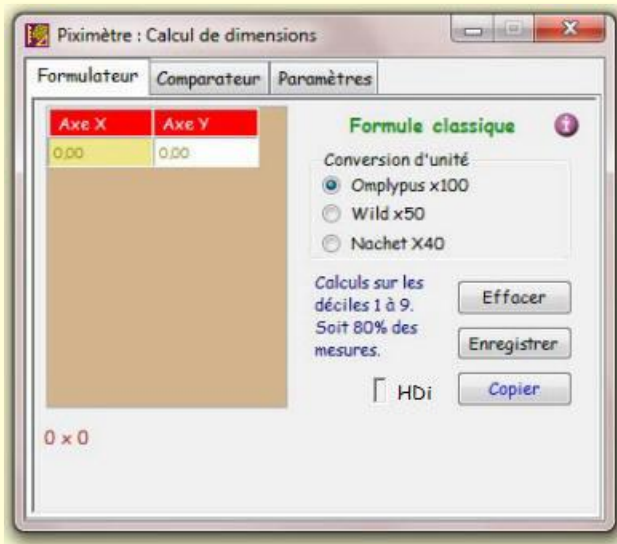 Piximètre : Calcul de dimensions
Formulateur Comparateur Paramètres
Axe X Axe Y
0,00 0,00
Formule classique
Conversion d'unité
Omplypus x100
Wild x50
Nachet X40
Calculs sur les
déciles 1 à 9.
Soit 80% des
mesures.
Effacer
Enregistrer
HDi
Copier
0 x 0